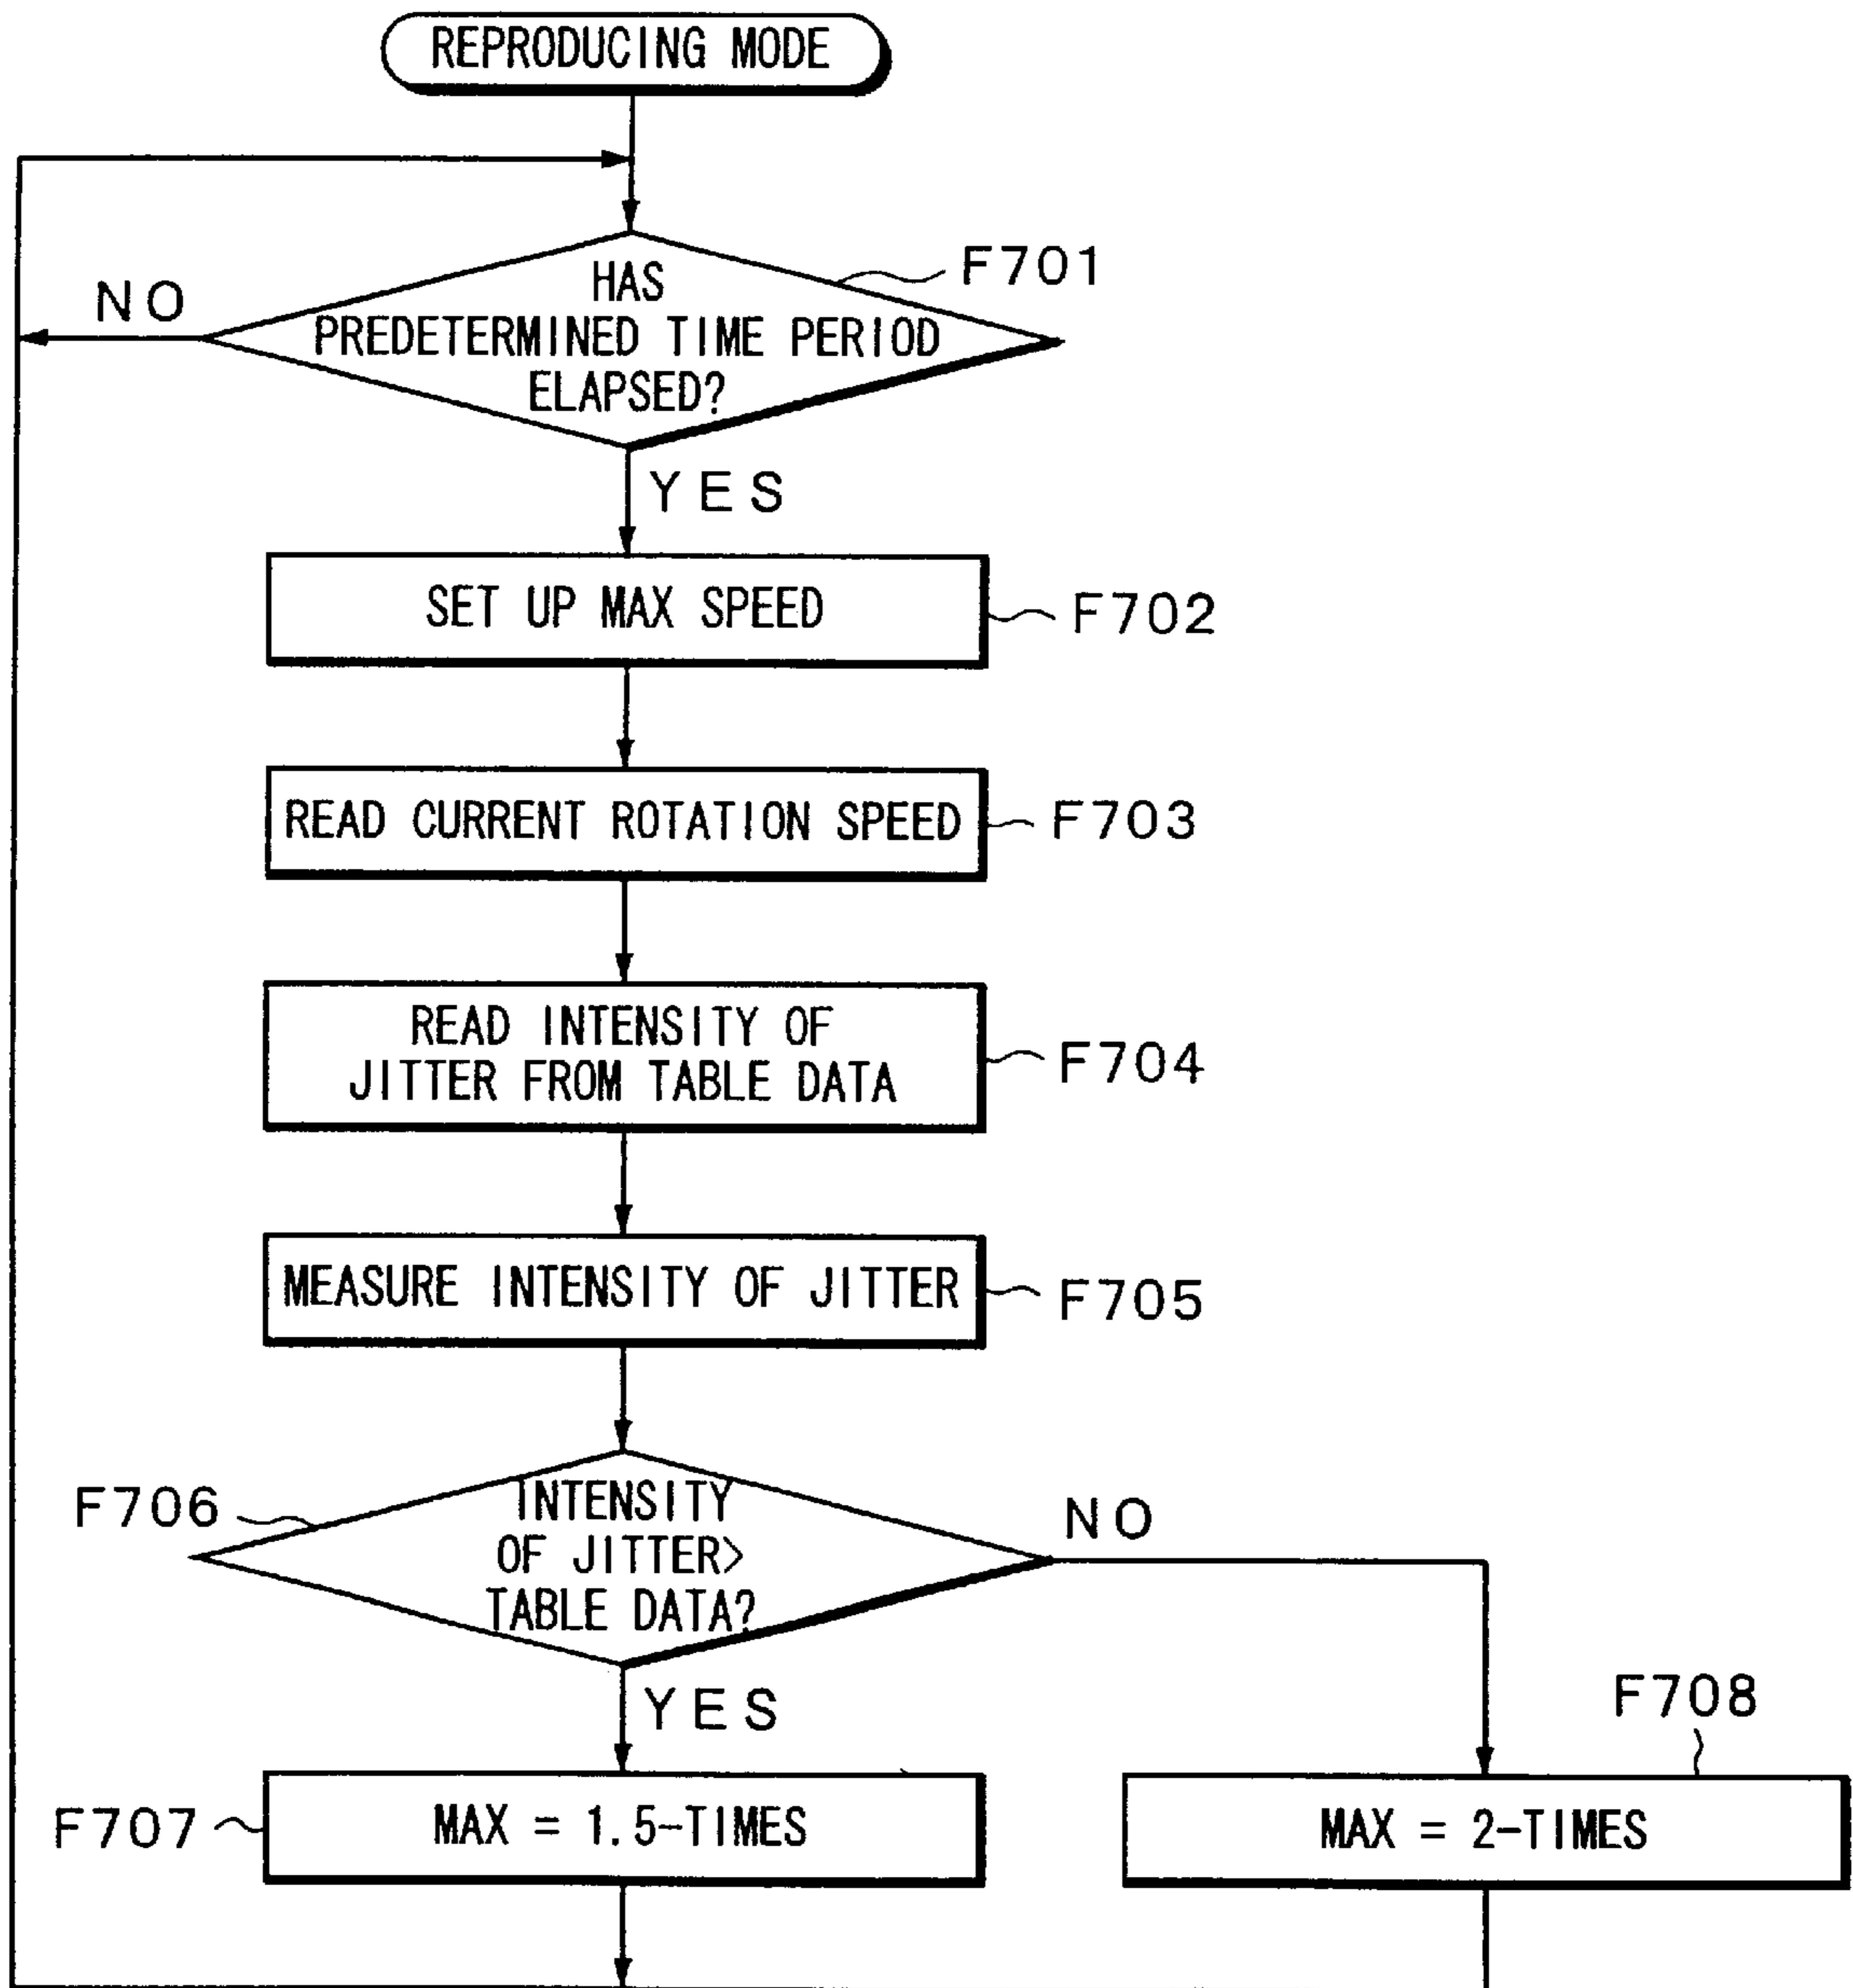 REPRODUCING MODE
F701
NO
HAS
PREDETERMINED TIME PERIOD
ELAPSED?
YES
SET UP MAX SPEED
F702
READ CURRENT ROTATION SPEED
F703
READ INTENSITY OF
JITTER FROM TABLE DATA
F704
MEASURE INTENSITY OF JITTER
F705
F706
INTENSITY
OF JITTER>
TABLE DATA?
NO
YES
F708
F707
MAX = 1.5-TIMES
MAX = 2-TIMES